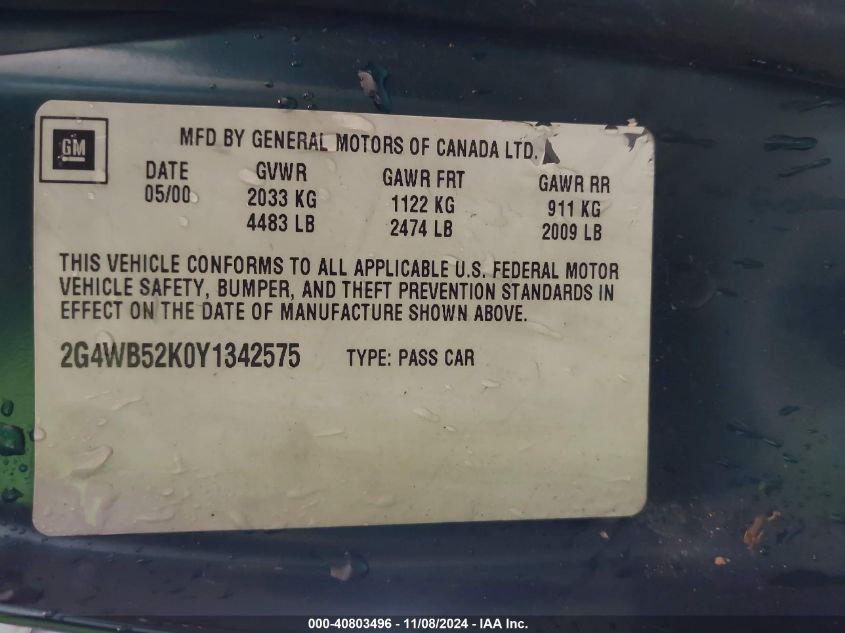 GM
MFD BY GENERAL MOTORS OF CANADA LTD.
DATE GVWR GAWR FRT GAWR RR
05/00 2033 KG 1122 KG 911 KG
4483 LB 2474 LB 2009 LB
THIS VEHICLE CONFORMS TO ALL APPLICABLE U.S. FEDERAL MOTOR
VEHICLE SAFETY, BUMPER, AND THEFT PREVENTION STANDARDS IN
EFFECT ON THE DATE OF MANUFACTURE SHOWN ABOVE.
2G4WB52K0Y1342575 TYPE: PASS CAR
000-40803496 - 11/08/2024 - IAA Inc.